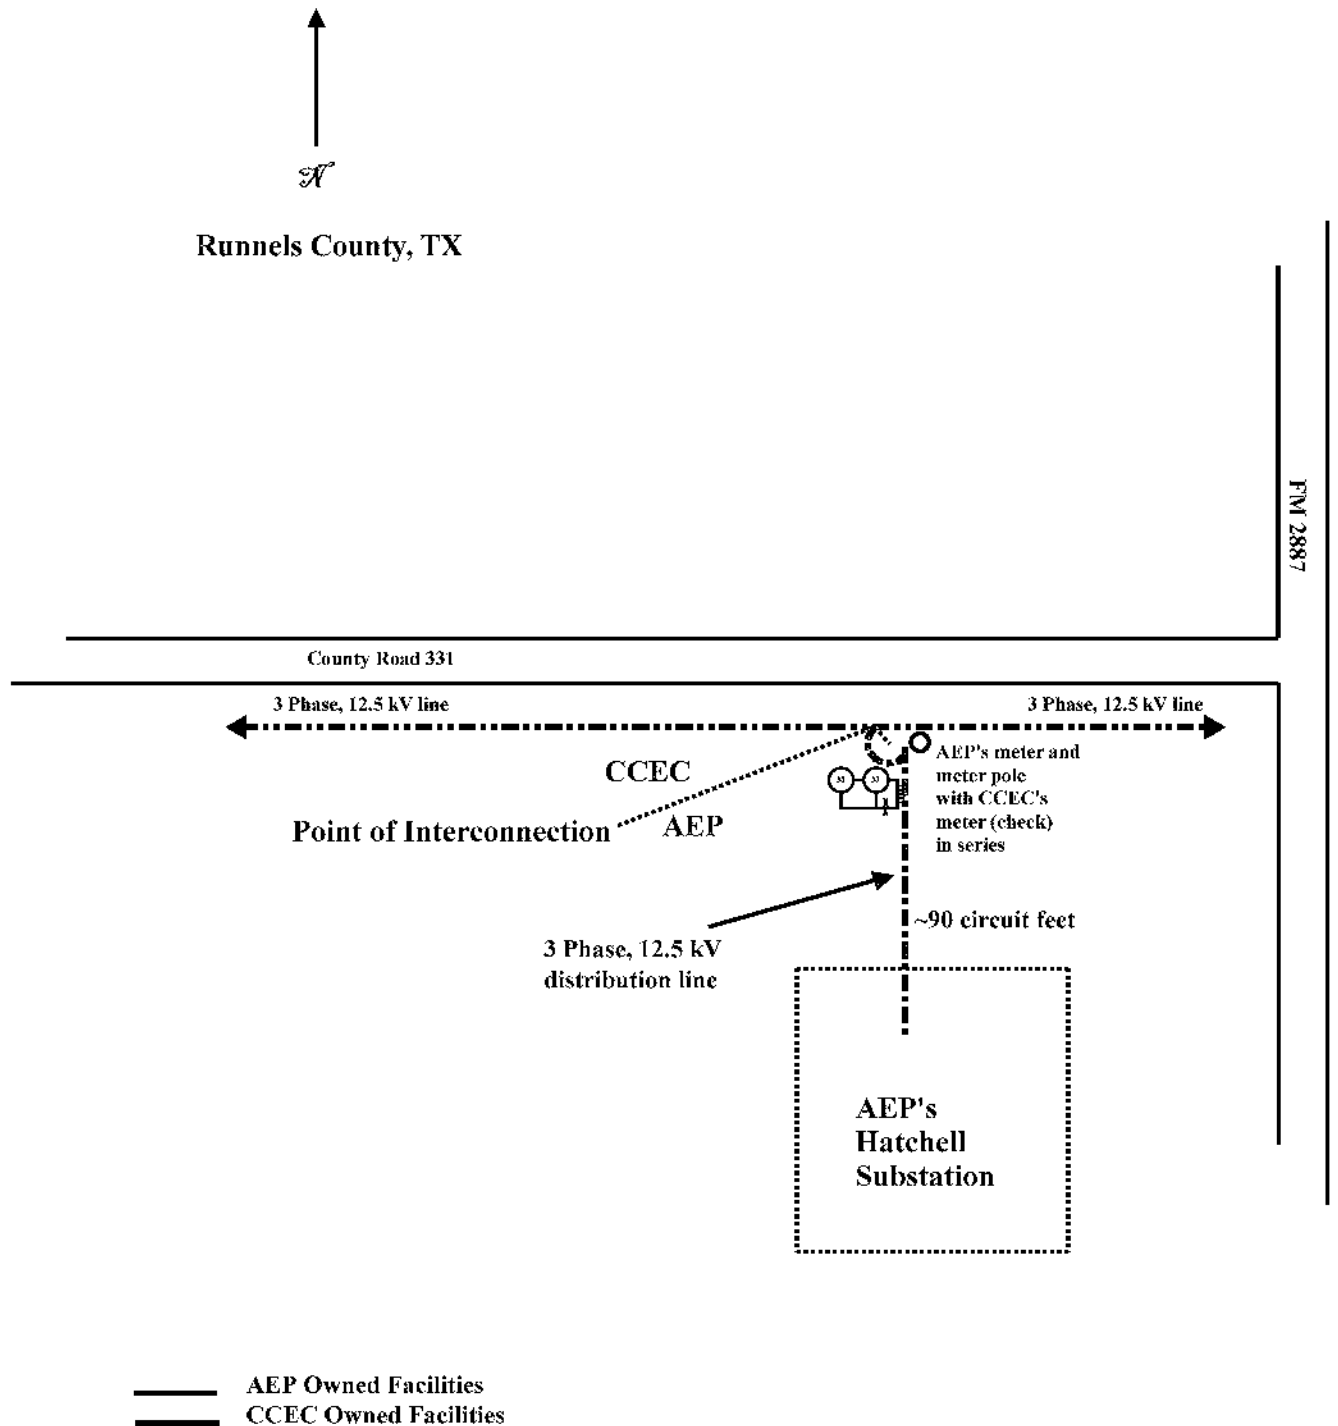 N
Runnels County, TX
FM 2887
County Road 331
3 Phase, 12.5 kV line
3 Phase, 12.5 kV line
AEP's meter and
meter pole
with CCEC's
meter (check)
in series
CCEC
Point of Interconnection
AEP
M M
~90 circuit feet
3 Phase, 12.5 kV
distribution line
AEP's
Hatchell
Substation
AEP Owned Facilities
CCEC Owned Facilities